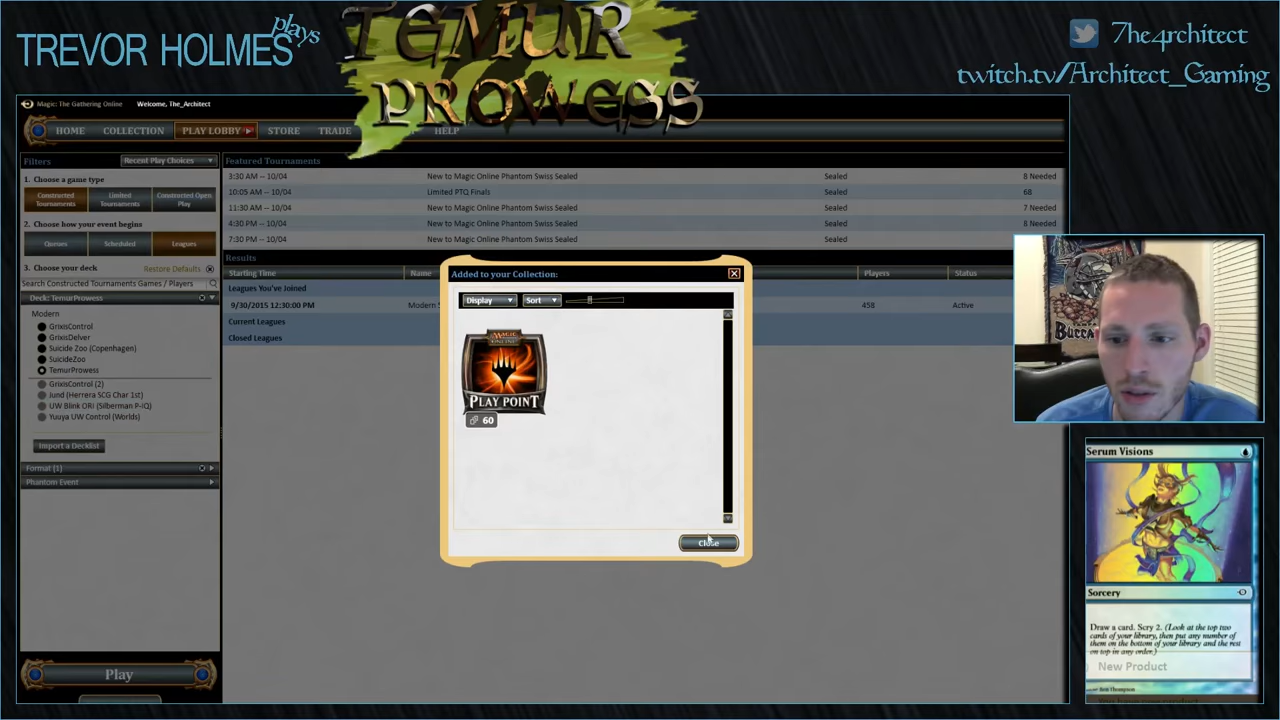 TREVOR HOLMES plays
TEMUR
PROWESS
7he4rchitect
twitch.tv/Architect_Gaming
Magic: The Gathering Online Welcome, The_Architect
HOME COLLECTION PLAY LOBBY STORE TRADE HELP
Filters Recent Play Choices
1. Choose a game type
Constructed Tournaments Limited Tournaments Constructed Open Play
2. Choose how your event begins
Queues Scheduled Leagues
3. Choose your deck Restore Defaults
Search Constructed Tournaments Games / Players
Deck: TemurProwess
Modern
GrixisControl
GrixisDelver
Suicide Zoo (Copenhagen)
SuicideZoo
TemurProwess
GrixisControl (2)
Jund (Herrera SCG Char 1st)
UW Blink ORI (Silberman P-IQ)
Yuuya UW Control (Worlds)
Import a Decklist
Format (1)
Phantom Event
Play
Featured Tournaments
3:30 AM -- 10/04 New to Magic Online Phantom Swiss Sealed Sealed 8 Needed
10:05 AM -- 10/04 Limited PTQ Finals Sealed 68
11:30 AM -- 10/04 New to Magic Online Phantom Swiss Sealed Sealed 7 Needed
4:30 PM -- 10/04 New to Magic Online Phantom Swiss Sealed Sealed 8 Needed
7:30 PM -- 10/04 New to Magic Online Phantom Swiss Sealed Sealed 8 Needed
Results
Starting Time Name Players Status
Leagues You've Joined
9/30/2015 12:30:00 PM Modern 458 Active
Current Leagues
Closed Leagues
Added to your Collection:
Display Sort
MAGIC
ONLINE
PLAY POINT
60
Close
BUCCA
Serum Visions
Sorcery
Draw a card. Scry 2. (Look at the top two
cards of your library, then put any number of
them on the bottom of your library and the rest
on top in any order.)
New Product
Ben Thompson